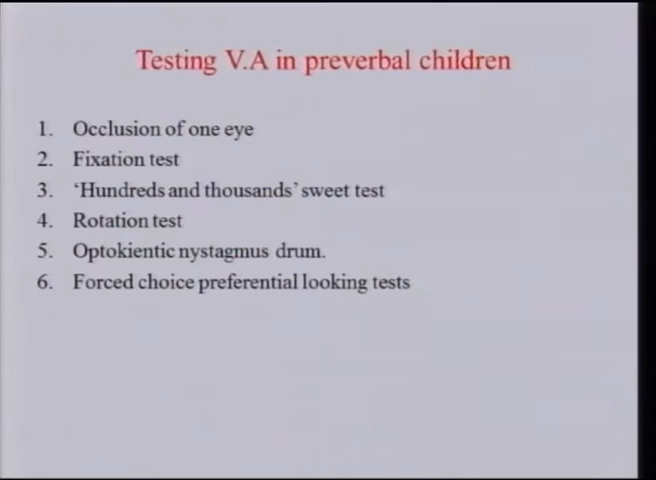 Testing V.A in preverbal children
1. Occlusion of one eye
2. Fixation test
3. ‘Hundreds and thousands’ sweet test
4. Rotation test
5. Optokientic nystagmus drum.
6. Forced choice preferential looking tests